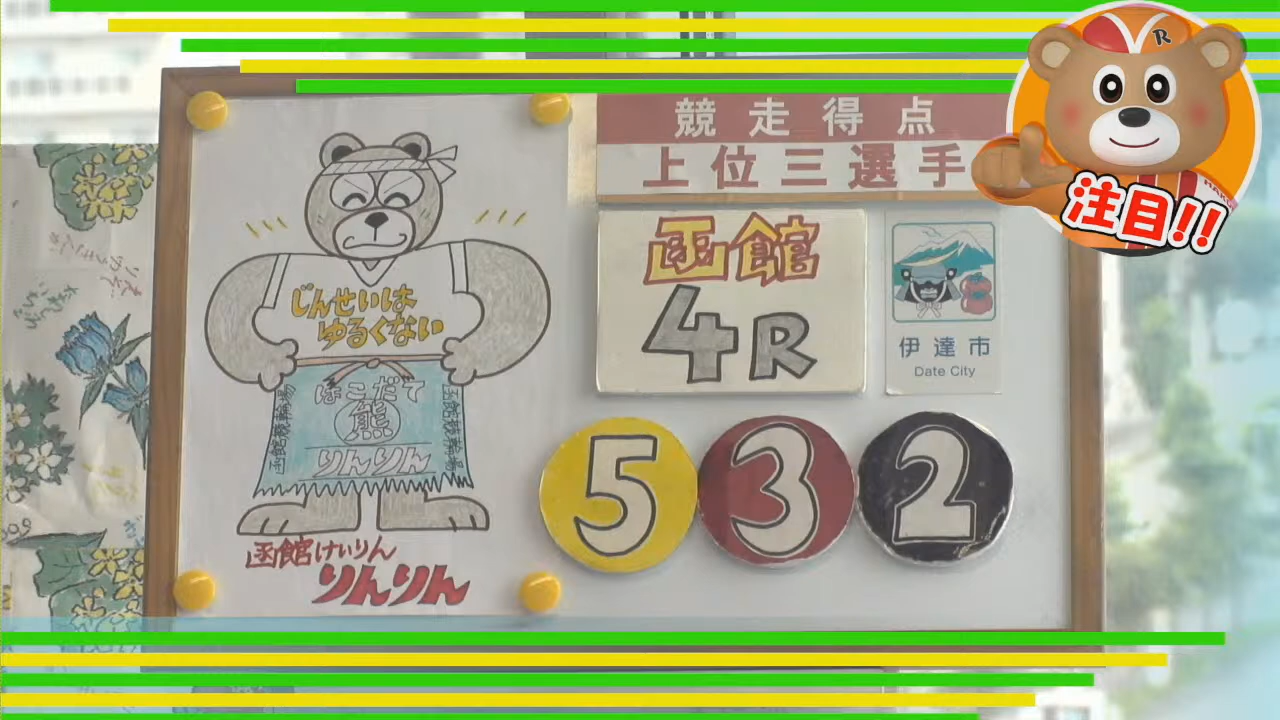 競走得点
上位三選手
R
注目!!
じんせいは
ゆるくない
はこだて
熊
りんりん
函館競輪場
函館競輪場
函館けいりん
りんりん
函館
4R
伊達市
Date City
5 3 2